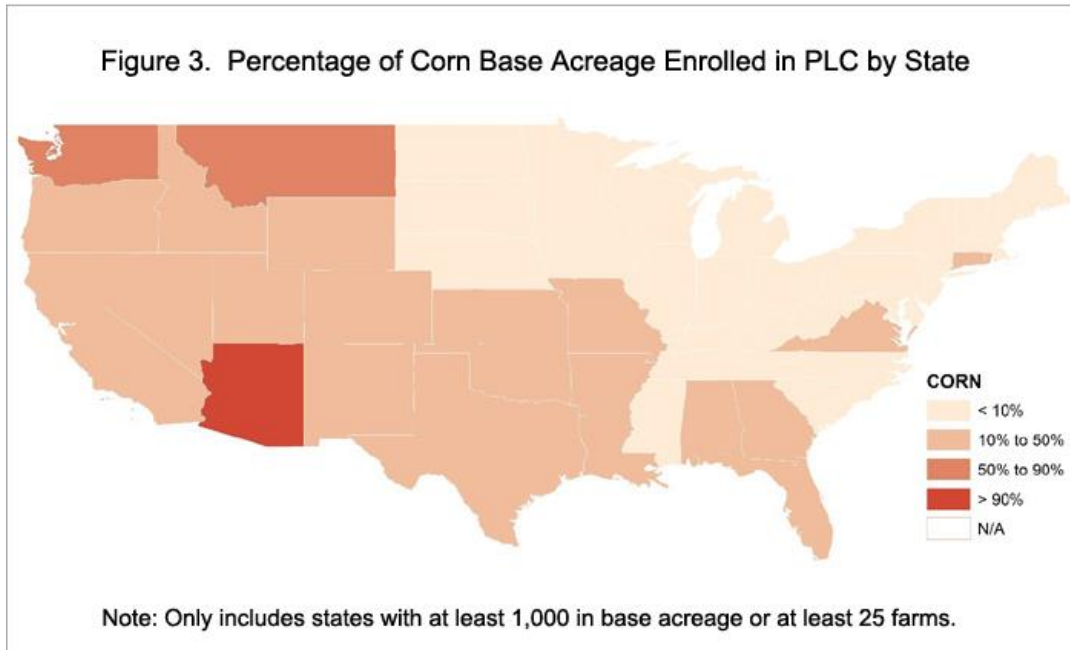 Figure 3. Percentage of Corn Base Acreage Enrolled in PLC by State
CORN
< 10%
10% to 50%
50% to 90%
> 90%
N/A
Note: Only includes states with at least 1,000 in base acreage or at least 25 farms.